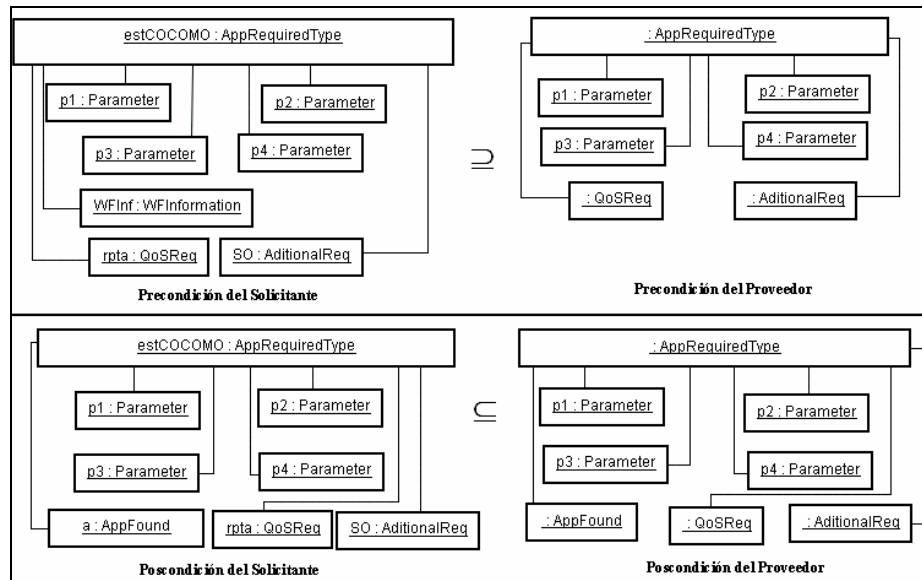 estCOCOMO : AppRequiredType
p1 : Parameter
p2 : Parameter
p3 : Parameter
p4 : Parameter
WFInf : WFInformation
rpta : QoSReq
SO : AditionalReq
Precondición del Solicitante
⊇
: AppRequiredType
p1 : Parameter
p2 : Parameter
p3 : Parameter
p4 : Parameter
: QoSReq
: AditionalReq
Precondición del Proveedor
estCOCOMO : AppRequiredType
p1 : Parameter
p2 : Parameter
p3 : Parameter
p4 : Parameter
a : AppFound
rpta : QoSReq
SO : AditionalReq
Poscondición del Solicitante
⊆
: AppRequiredType
p1 : Parameter
p2 : Parameter
p3 : Parameter
p4 : Parameter
: AppFound
: QoSReq
: AditionalReq
Poscondición del Proveedor